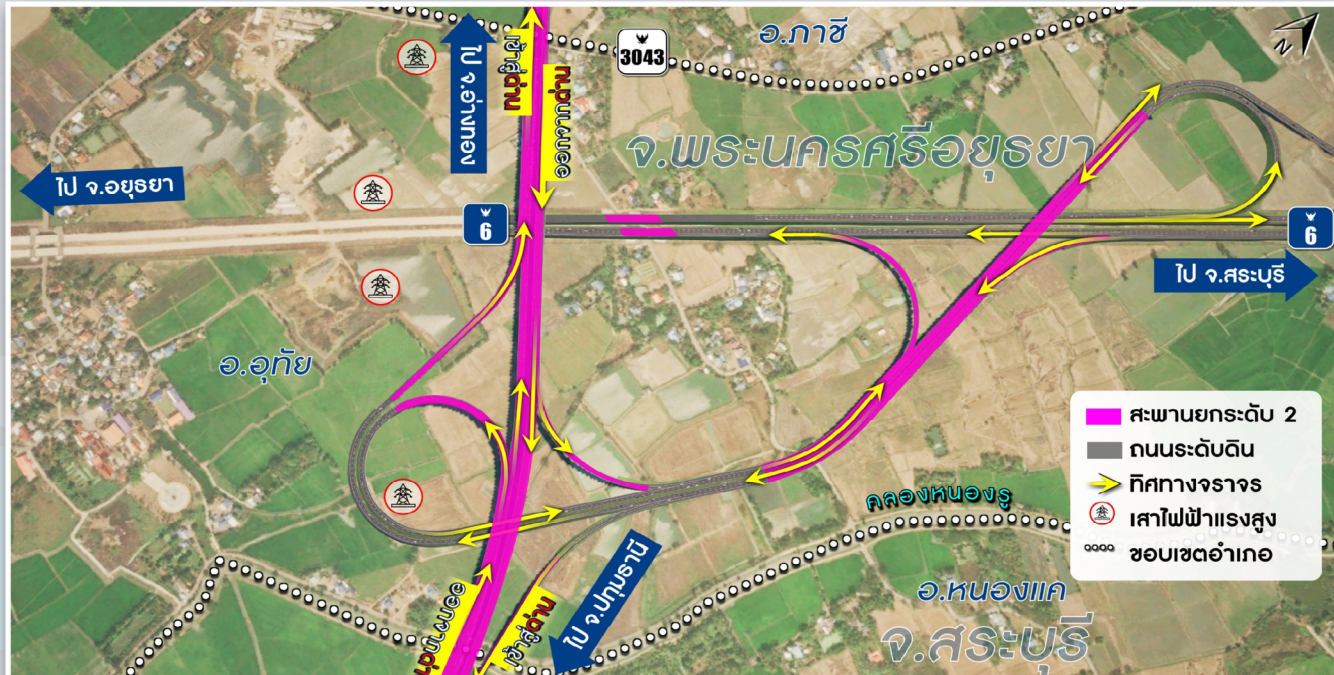 อ.ภาชี
N
3043
เข้าสู่ด่าน
ไป จ.อ่างทอง
จ.พระนครศรีอยุธยา
ไป จ.อยุธยา
6
6
ไป จ.สระบุรี
อ.อุทัย
สะพานยกระดับ 2
ถนนระดับดิน
ทิศทางจราจร
เสาไฟฟ้าแรงสูง
ขอบเขตอำเภอ
คลองหนองรู
อ.หนองแค
จ.สระบุรี
ไป จ.ปทุมธานี
เข้าสู่ด่าน